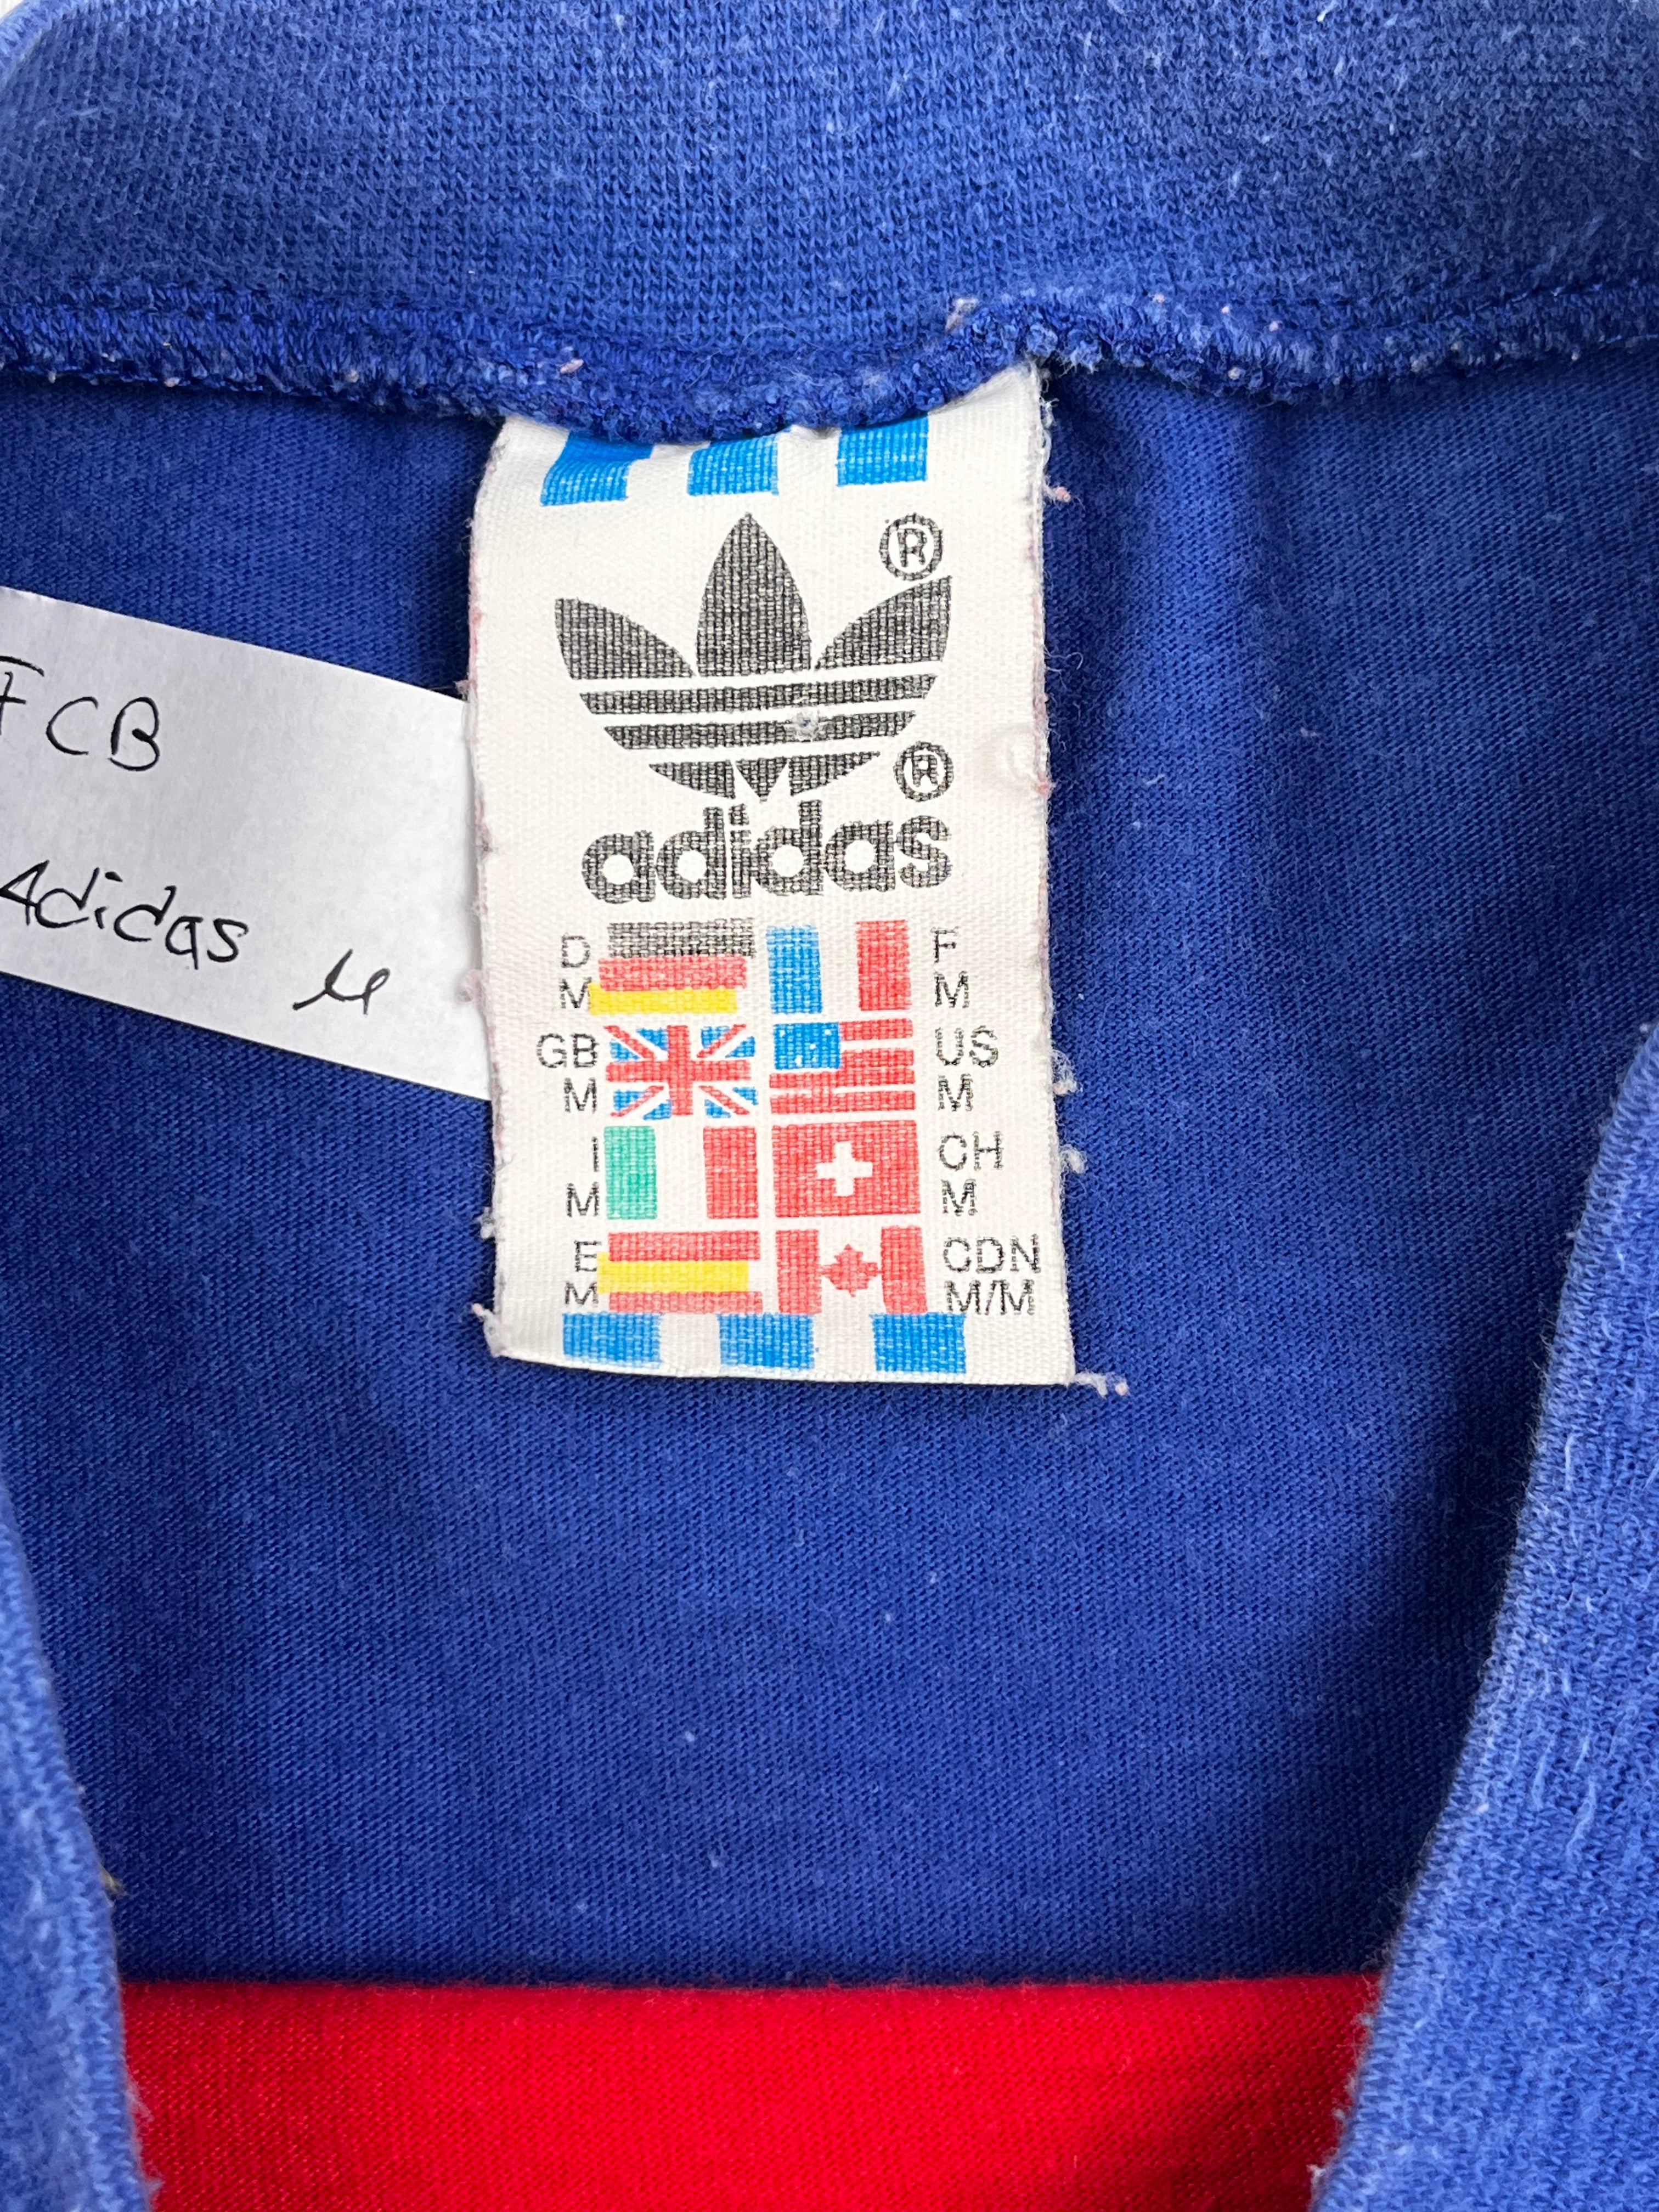 FCB
Adidas M
®
®
adidas
D F
M M
GB US
M M
I CH
M M
E CDN
M M/M